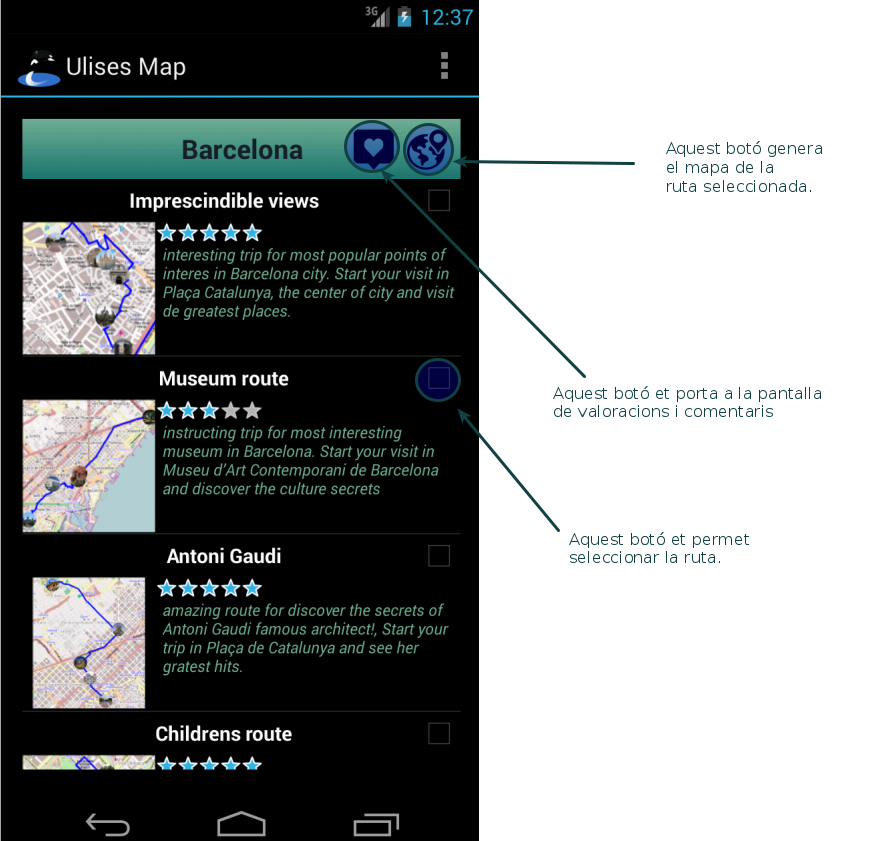 3G
12:37
Ulises Map
Barcelona
Aquest botó genera
el mapa de la
ruta seleccionada.
Imprescindible views
interesting trip for most popular points of
interes in Barcelona city. Start your visit in
Plaça Catalunya, the center of city and visit
de greatest places.
Museum route
instructing trip for most interesting
museum in Barcelona. Start your visit in
Museu d'Art Contemporani de Barcelona
and discover the culture secrets
Aquest botó et porta a la pantalla
de valoracions i comentaris
Aquest botó et permet
seleccionar la ruta.
Antoni Gaudi
amazing route for discover the secrets of
Antoni Gaudi famous architect!, Start your
trip in Plaça de Catalunya and see her
gratest hits.
Childrens route